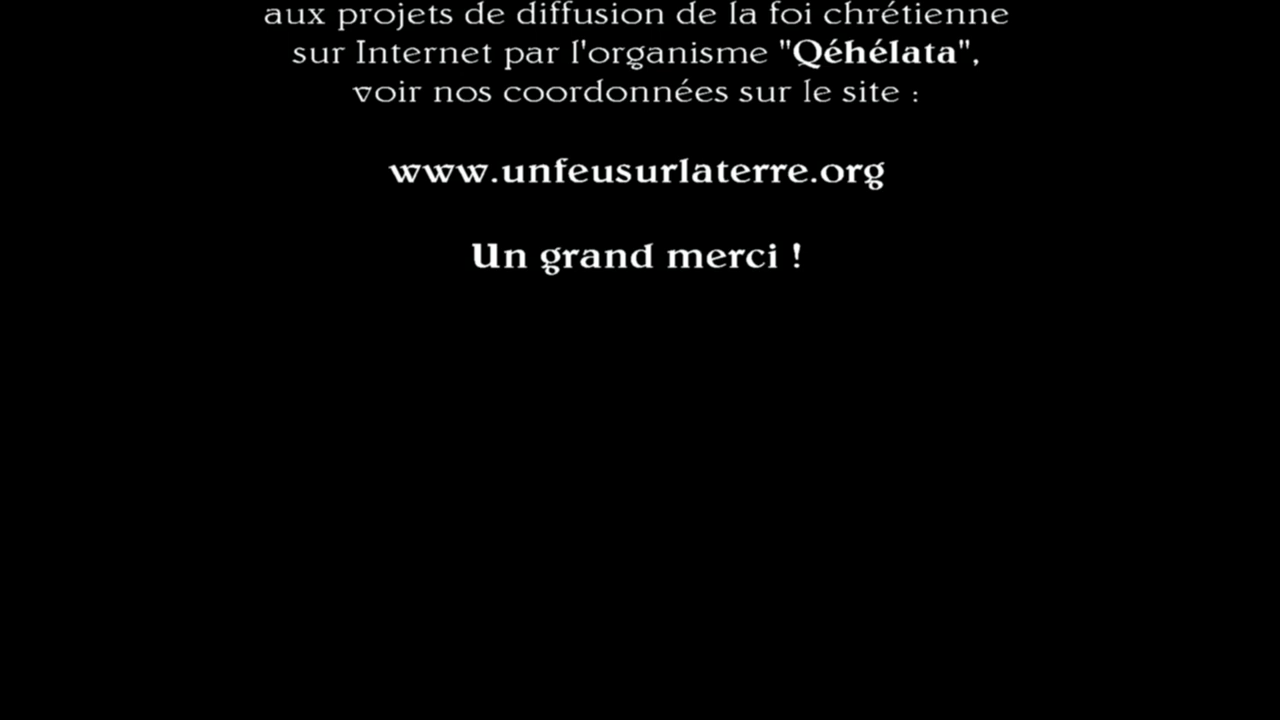 aux projets de diffusion de la foi chrétienne
sur Internet par l'organisme "Qéhélata",
voir nos coordonnées sur le site :
www.unfeusurlaterre.org
Un grand merci !